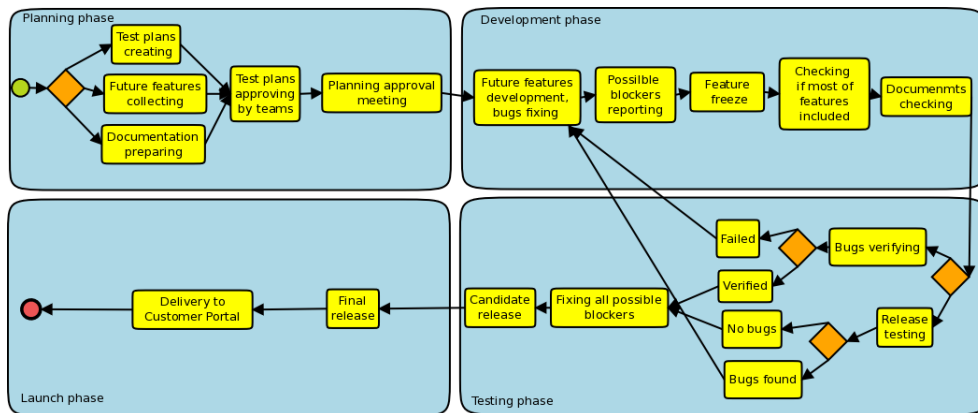 Planning phase
Test plans
creating
Future features
collecting
Documentation
preparing
Test plans
approving
by teams
Planning approval
meeting
Development phase
Future features
development,
bugs fixing
Possilble
blockers
reporting
Feature
freeze
Checking
if most of
features
included
Documenmts
checking
Bugs verifying
Failed
Verified
Release
testing
No bugs
Bugs found
Fixing all possible
blockers
Candidate
release
Testing phase
Final
release
Delivery to
Customer Portal
Launch phase